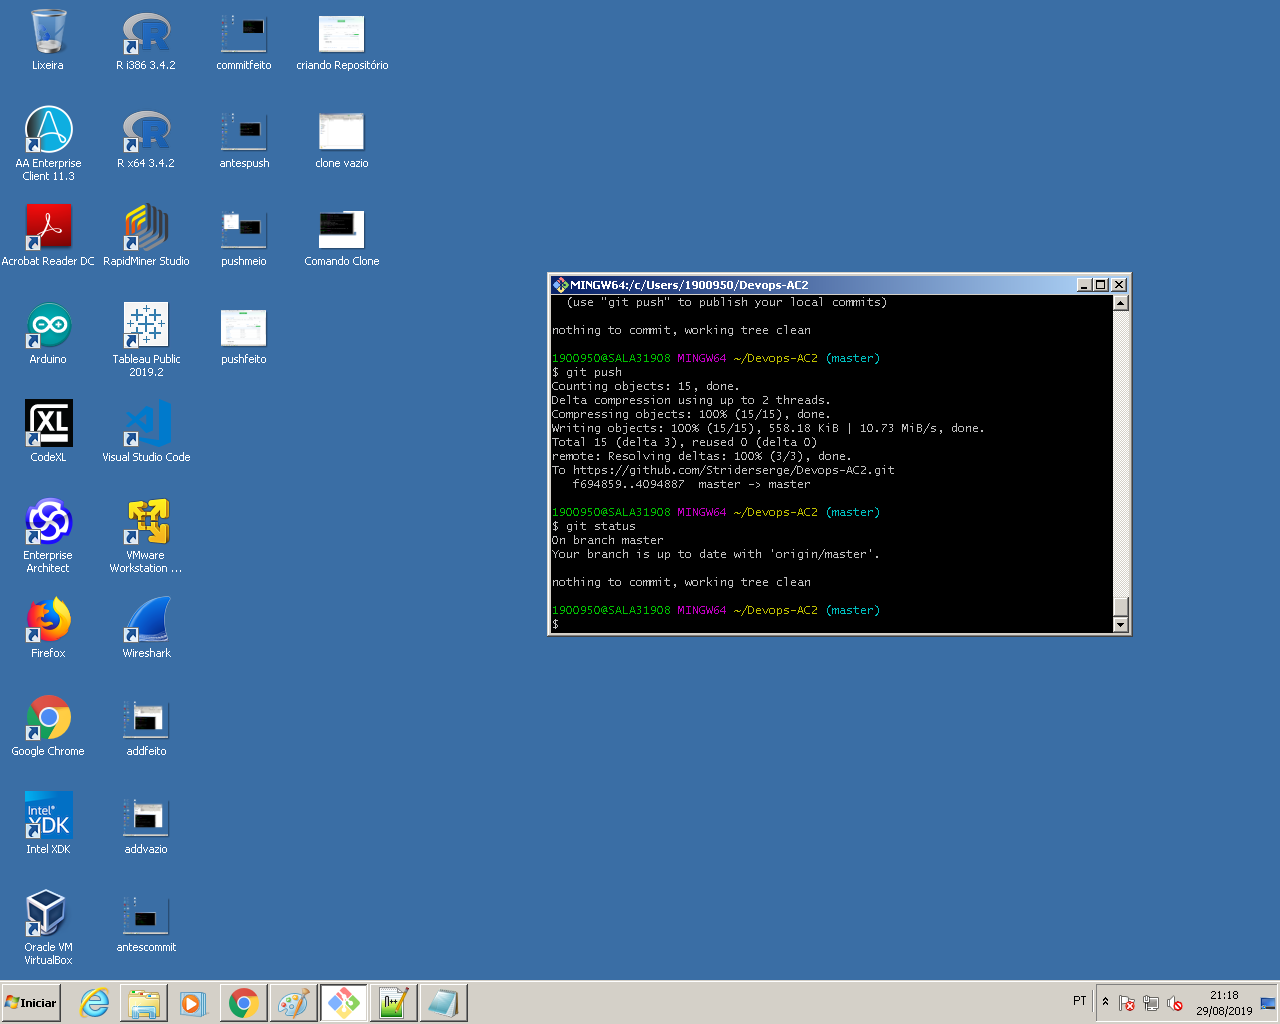 Lixeira
R i386 3.4.2
commitfeito
criando Repositório
AA Enterprise
Client 11.3
R x64 3.4.2
antespush
clone vazio
Acrobat Reader DC
RapidMiner Studio
pushmeio
Comando Clone
Arduino
Tableau Public
2019.2
pushfeito
XL
CodeXL
Visual Studio Code
Enterprise
Architect
VMware
Workstation ...
Firefox
Wireshark
Google Chrome
addfeito
Intel®
XDK
Intel XDK
addvazio
Oracle VM
VirtualBox
antescommit
MINGW64:/c/Users/1900950/Devops-AC2
(use "git push" to publish your local commits)
nothing to commit, working tree clean
1900950@SALA31908 MINGW64 ~/Devops-AC2 (master)
$ git push
Counting objects: 15, done.
Delta compression using up to 2 threads.
Compressing objects: 100% (15/15), done.
Writing objects: 100% (15/15), 558.18 KiB | 10.73 MiB/s, done.
Total 15 (delta 3), reused 0 (delta 0)
remote: Resolving deltas: 100% (3/3), done.
To https://github.com/Striderserge/Devops-AC2.git
f694859..4094887 master -> master
1900950@SALA31908 MINGW64 ~/Devops-AC2 (master)
$ git status
On branch master
Your branch is up to date with 'origin/master'.
nothing to commit, working tree clean
1900950@SALA31908 MINGW64 ~/Devops-AC2 (master)
$
Iniciar
PT
21:18
29/08/2019